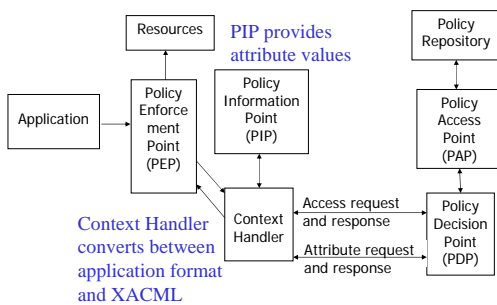 Resources
PIP provides
attribute values
Policy
Repository
Application
Policy
Enforce
ment
Point
(PEP)
Policy
Information
Point
(PIP)
Policy
Access
Point
(PAP)
Context Handler
converts between
application format
and XACML
Context
Handler
Access request
and response
Attribute request
and response
Policy
Decision
Point
(PDP)